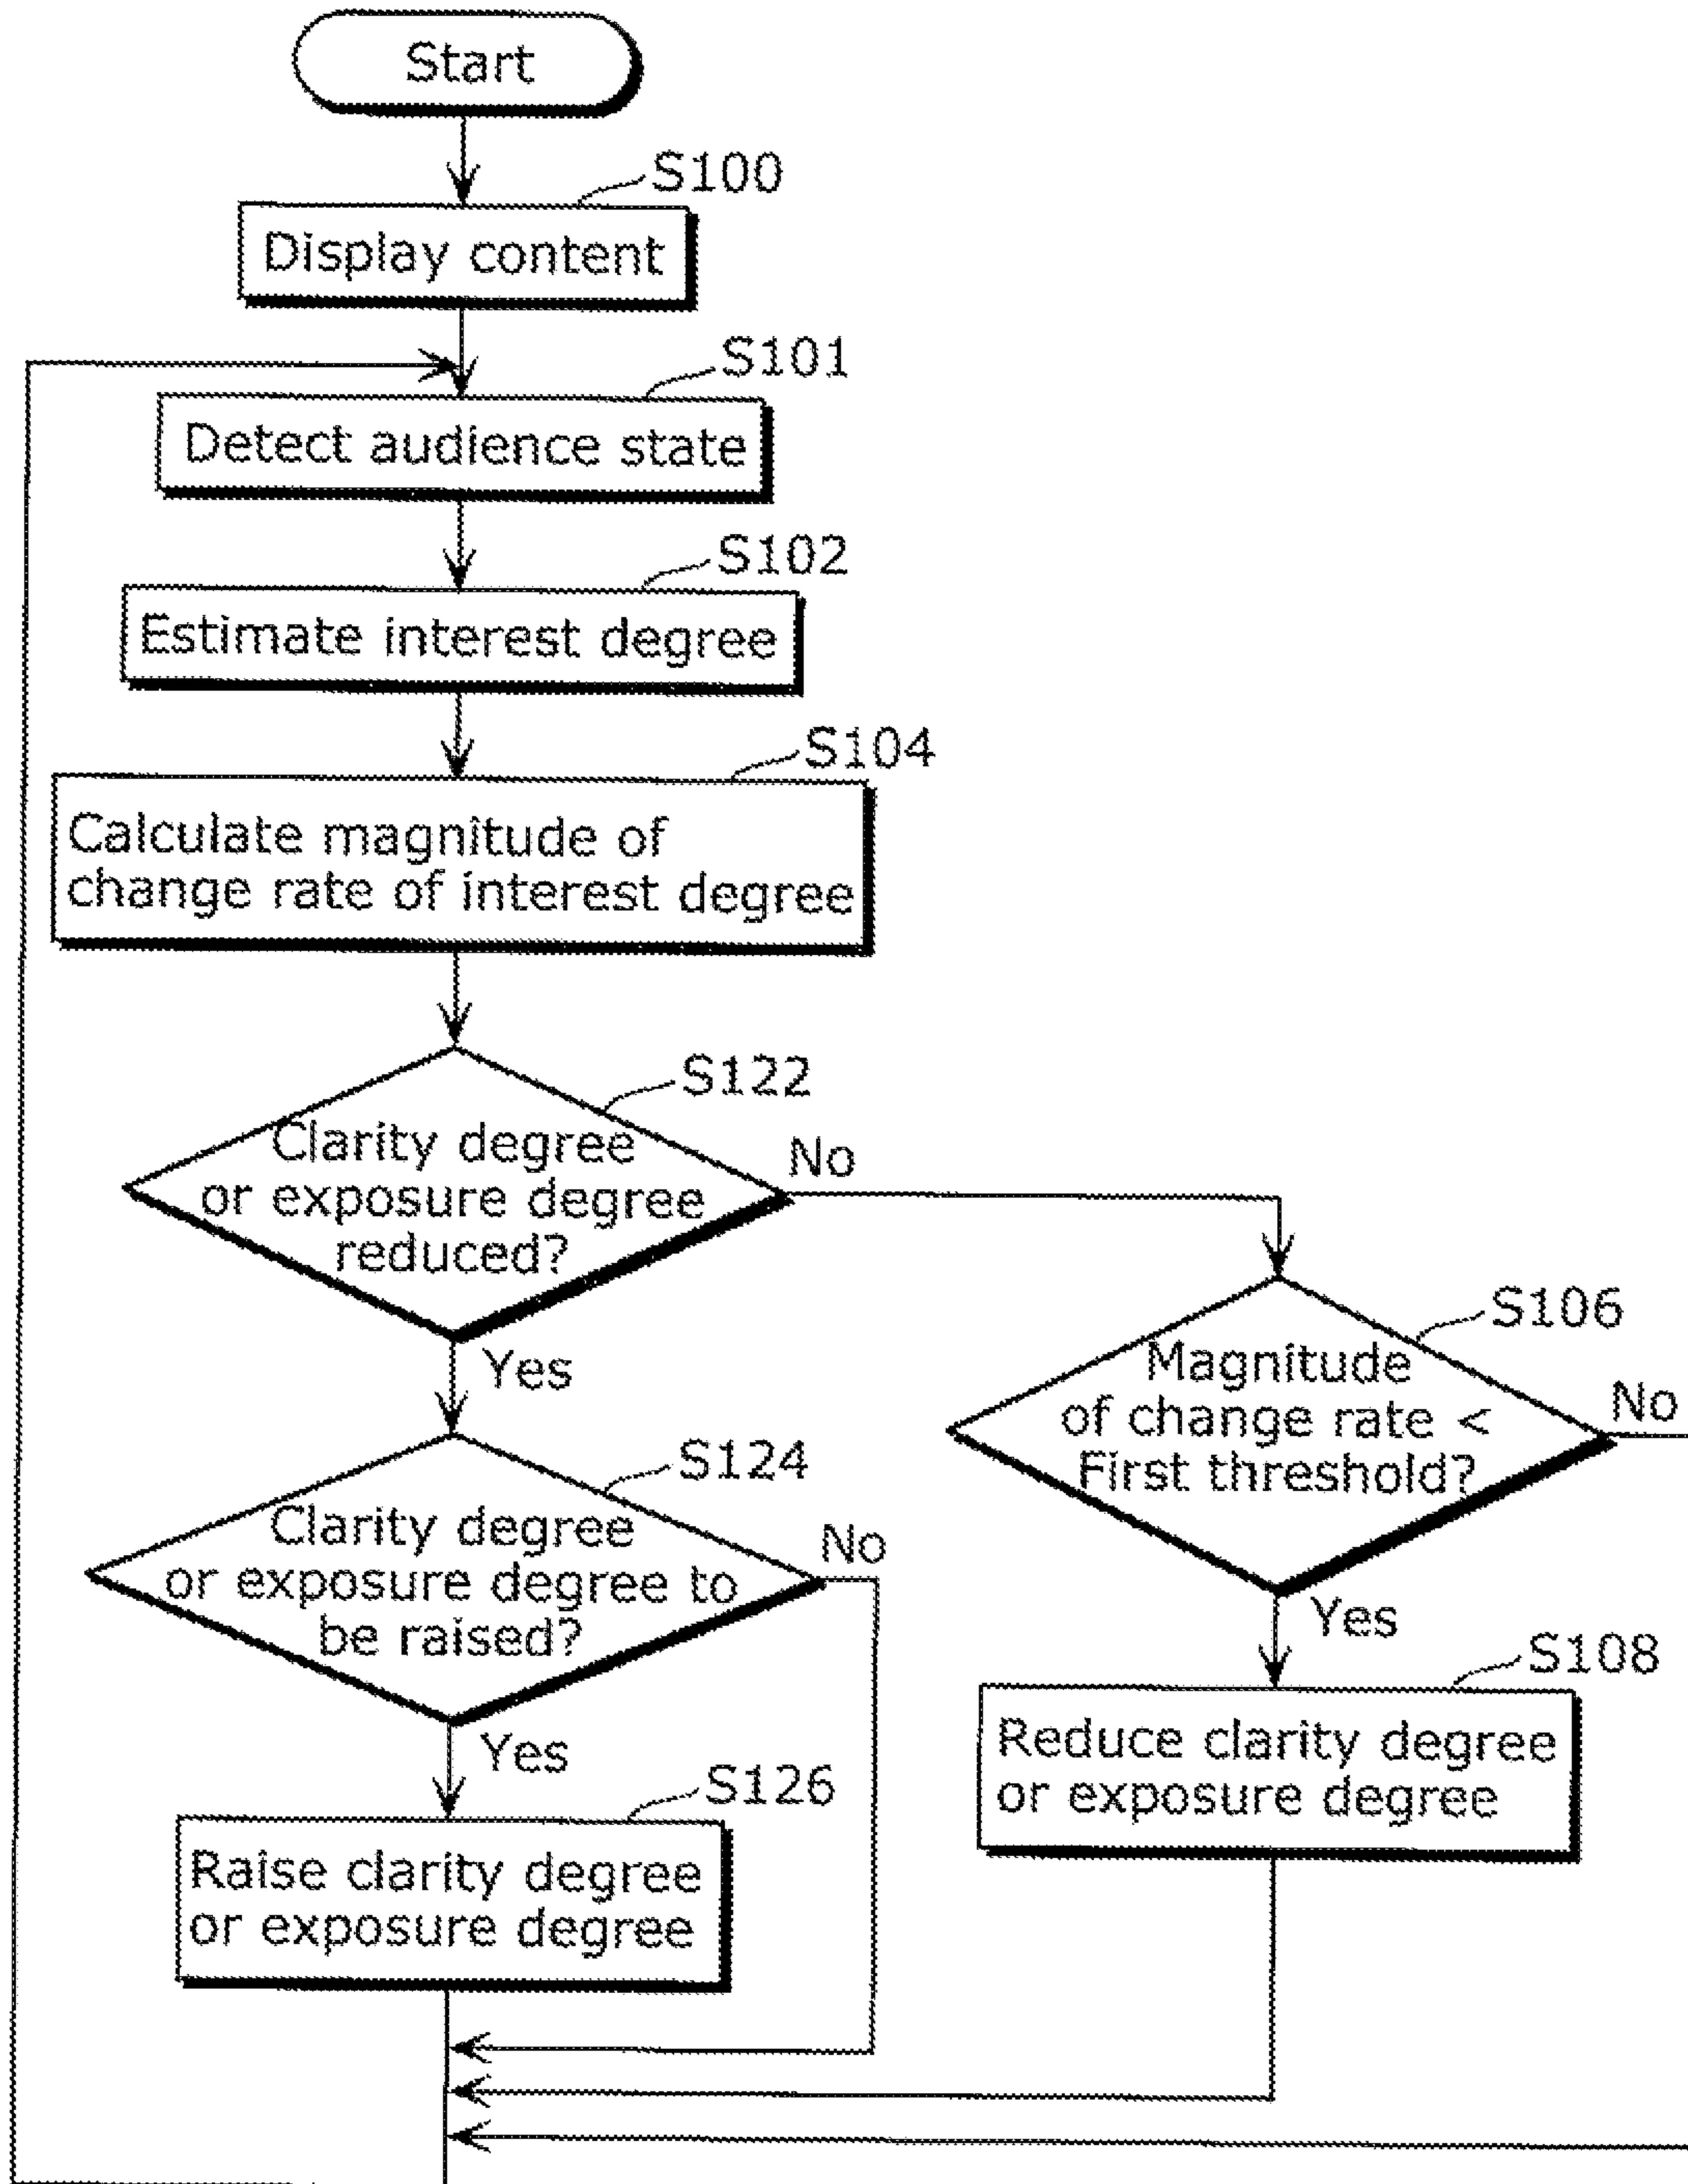 Start
S100
Display content
S101
Detect audience state
S102
Estimate interest degree
S104
Calculate magnitude of
change rate of interest degree
S122
Clarity degree
or exposure degree
reduced?
No
Yes
S106
Magnitude
of change rate <
First threshold?
No
Yes
S124
Clarity degree
or exposure degree to
be raised?
No
Yes
S108
Reduce clarity degree
or exposure degree
S126
Raise clarity degree
or exposure degree